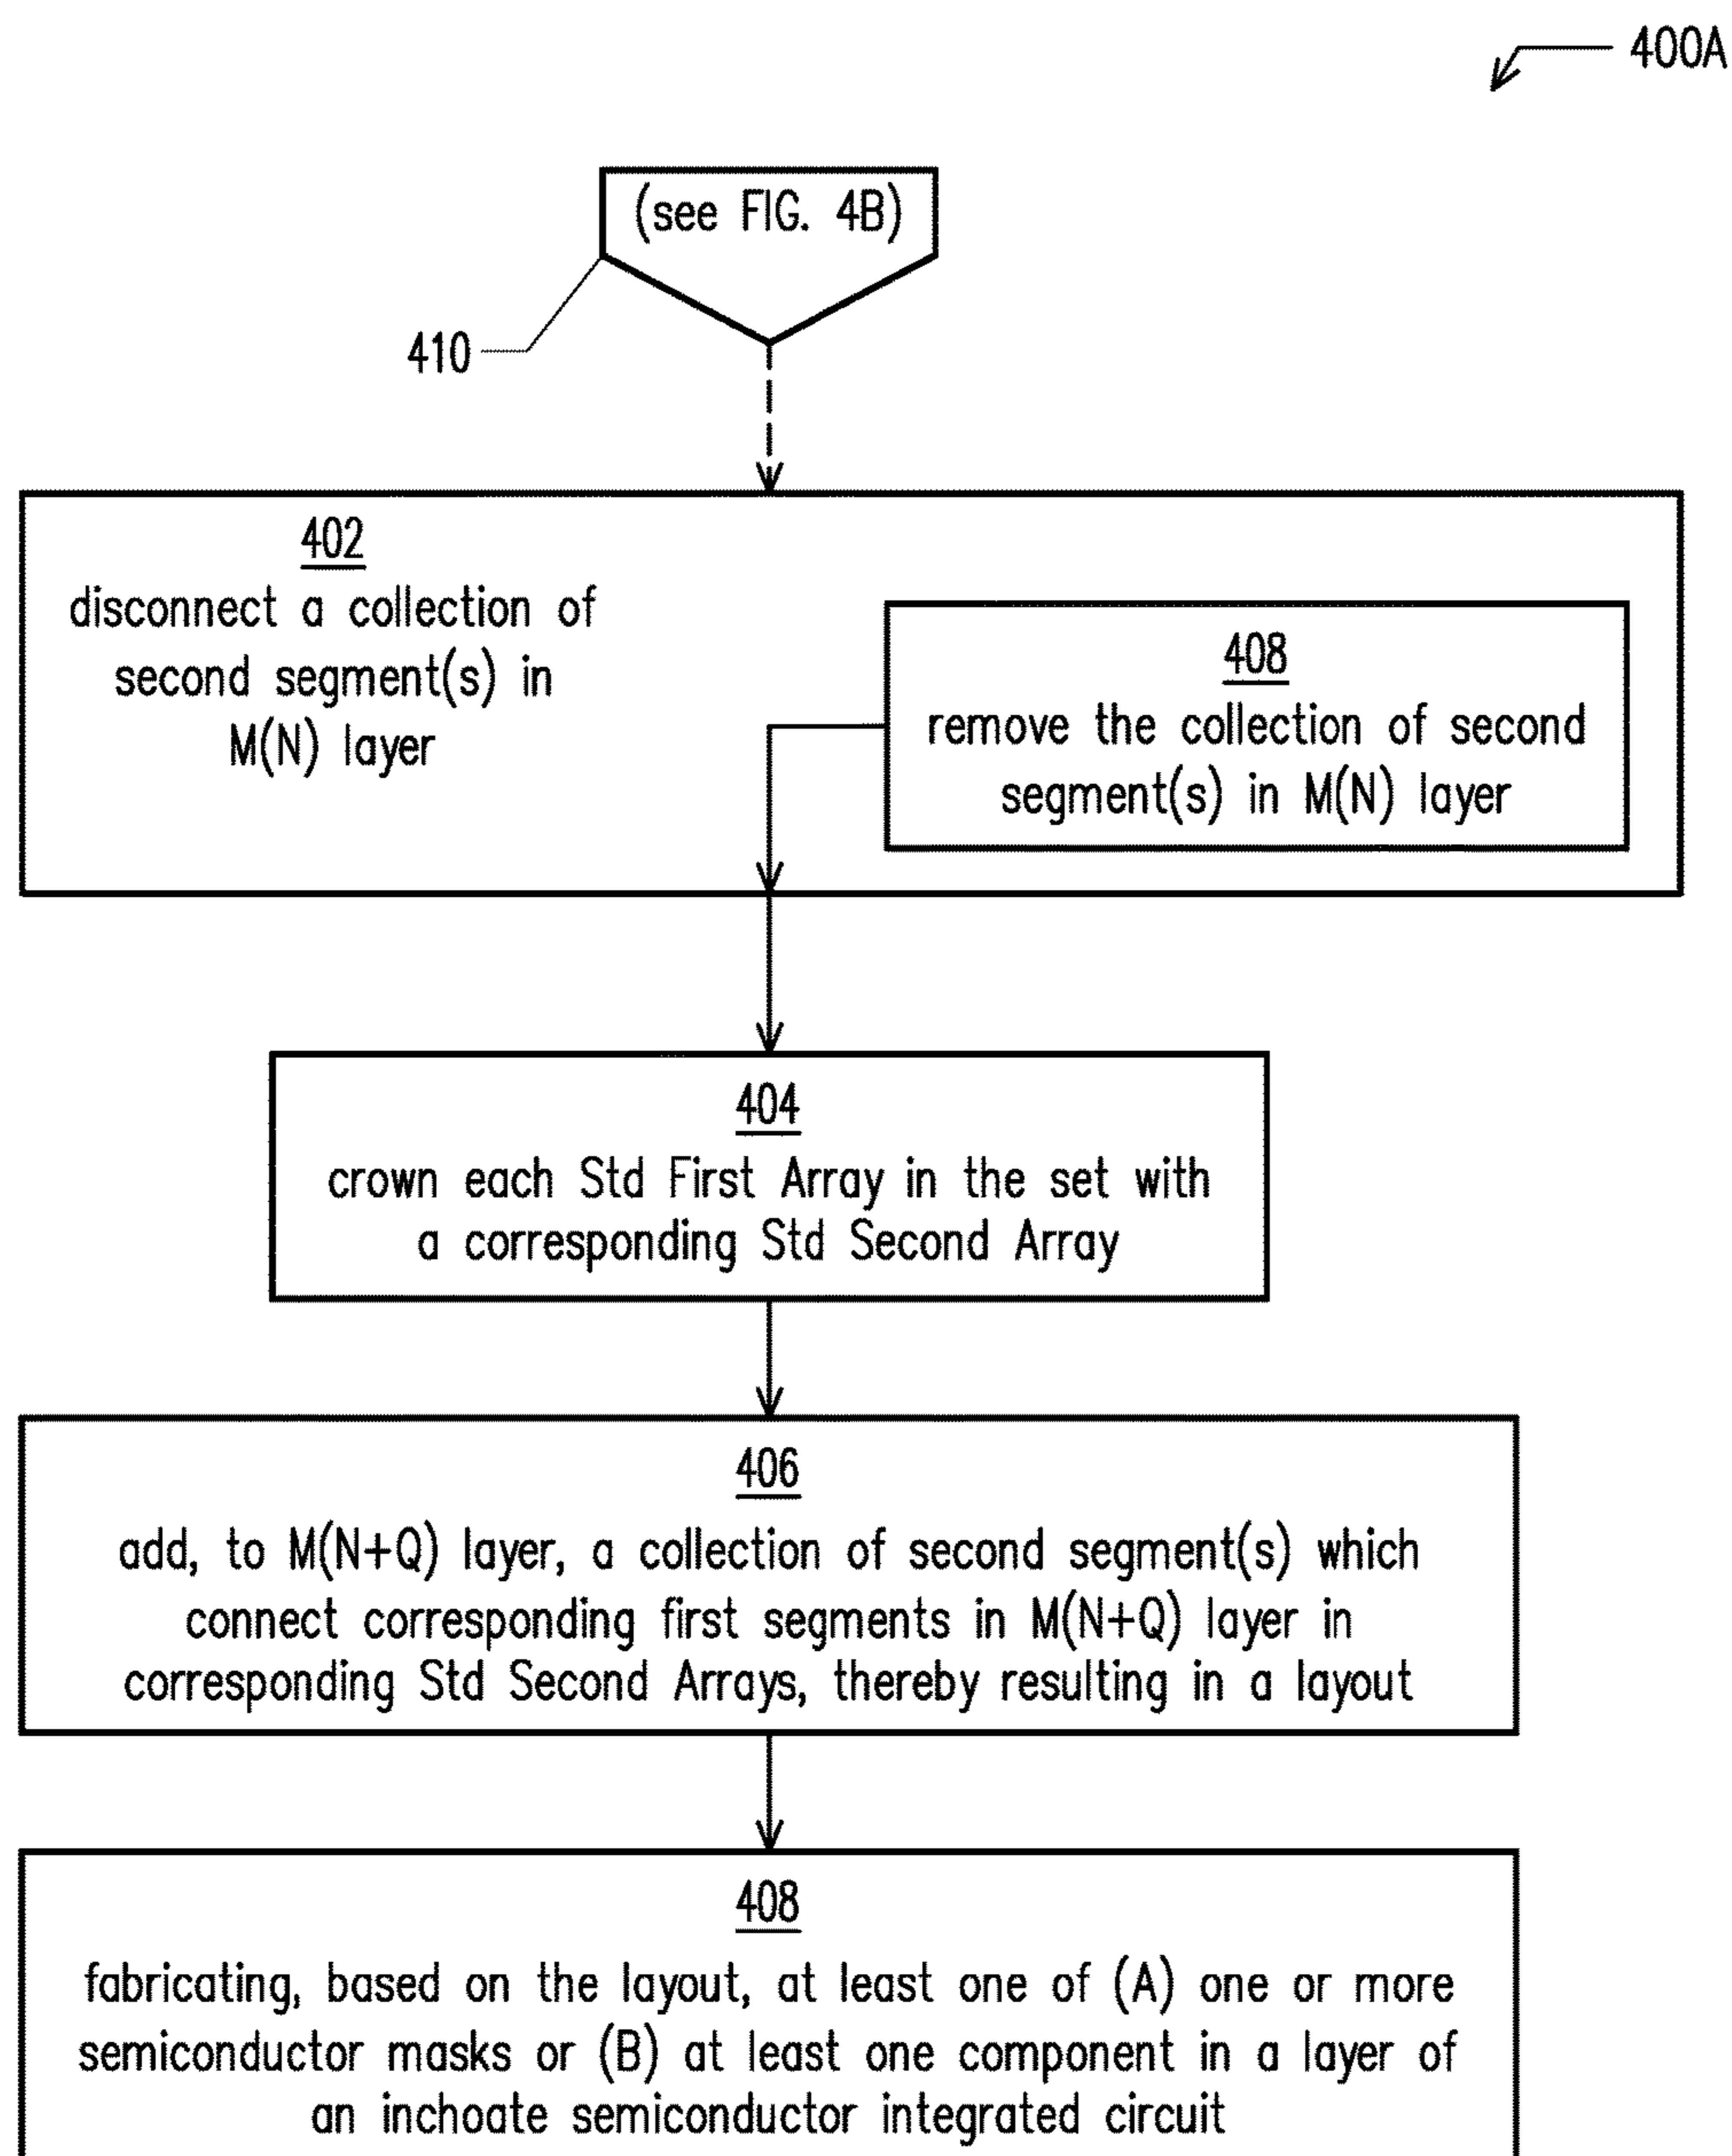 400A
(see FIG. 4B)
410
402
disconnect a collection of
second segment(s) in
M(N) layer
408
remove the collection of second
segment(s) in M(N) layer
404
crown each Std First Array in the set with
a corresponding Std Second Array
406
add, to M(N+Q) layer, a collection of second segment(s) which
connect corresponding first segments in M(N+Q) layer in
corresponding Std Second Arrays, thereby resulting in a layout
408
fabricating, based on the layout, at least one of (A) one or more
semiconductor masks or (B) at least one component in a layer of
an inchoate semiconductor integrated circuit